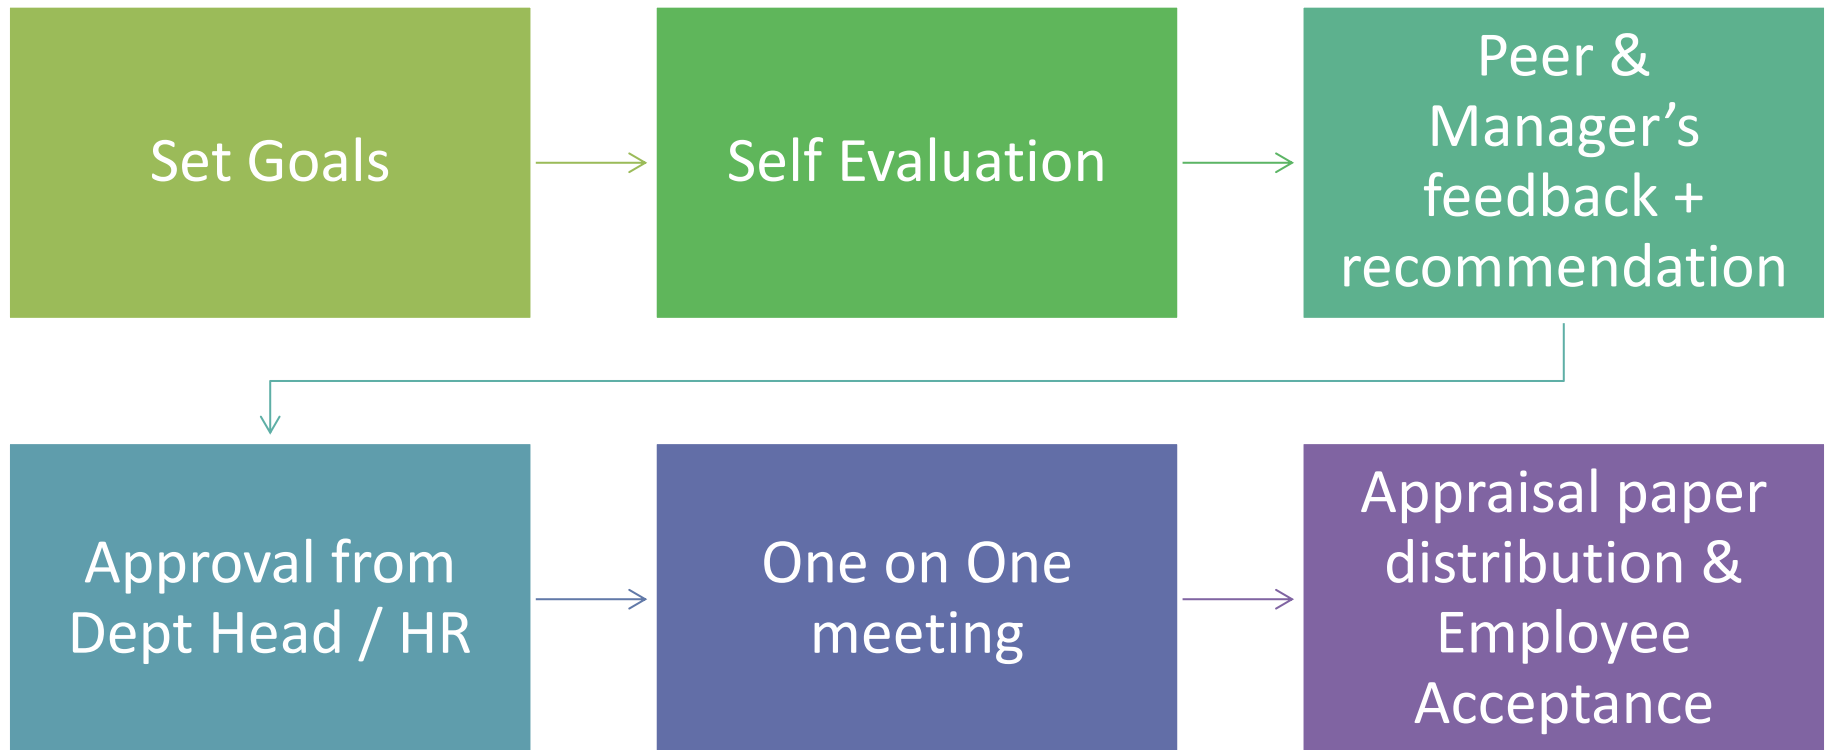 Set Goals
Self Evaluation
Peer &
Manager’s
feedback +
recommendation
Approval from
Dept Head / HR
One on One
meeting
Appraisal paper
distribution &
Employee
Acceptance